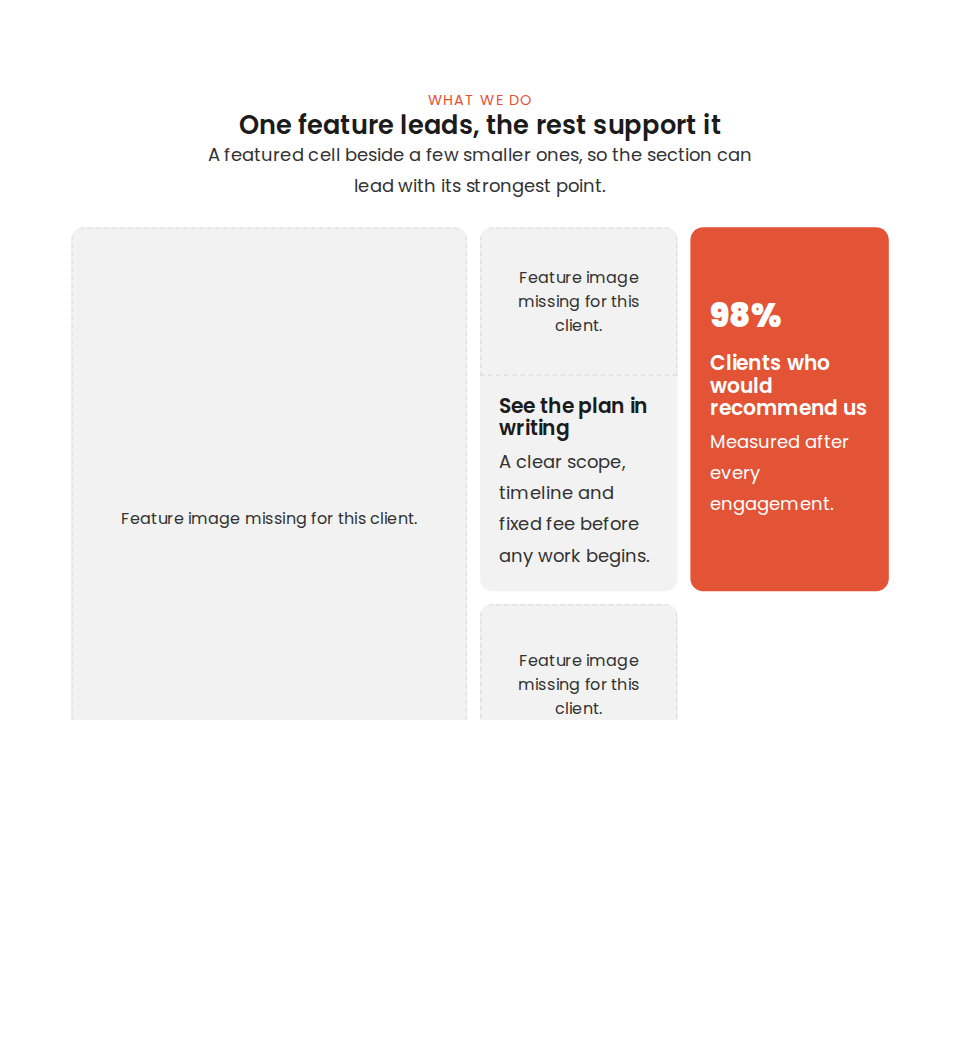 WHAT WE DO
One feature leads, the rest support it
A featured cell beside a few smaller ones, so the section can
lead with its strongest point.
Feature image missing for this client.
Feature image
missing for this
client.
See the plan in
writing
A clear scope,
timeline and
fixed fee before
any work begins.
98%
Clients who
would
recommend us
Measured after
every
engagement.
Feature image
missing for this
client.